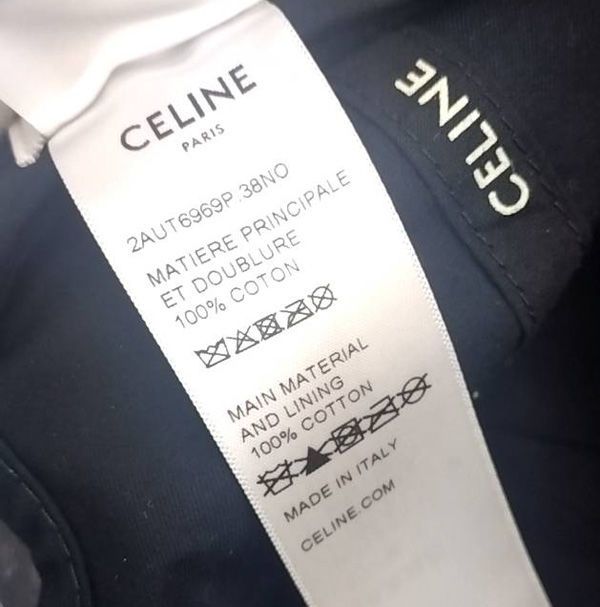 CELINE
PARIS
2AUT6969P.38NO
MATIERE PRINCIPALE
ET DOUBLURE
100% COTON
MAIN MATERIAL
AND LINING
100% COTTON
MADE IN ITALY
CELINE.COM
CELINE